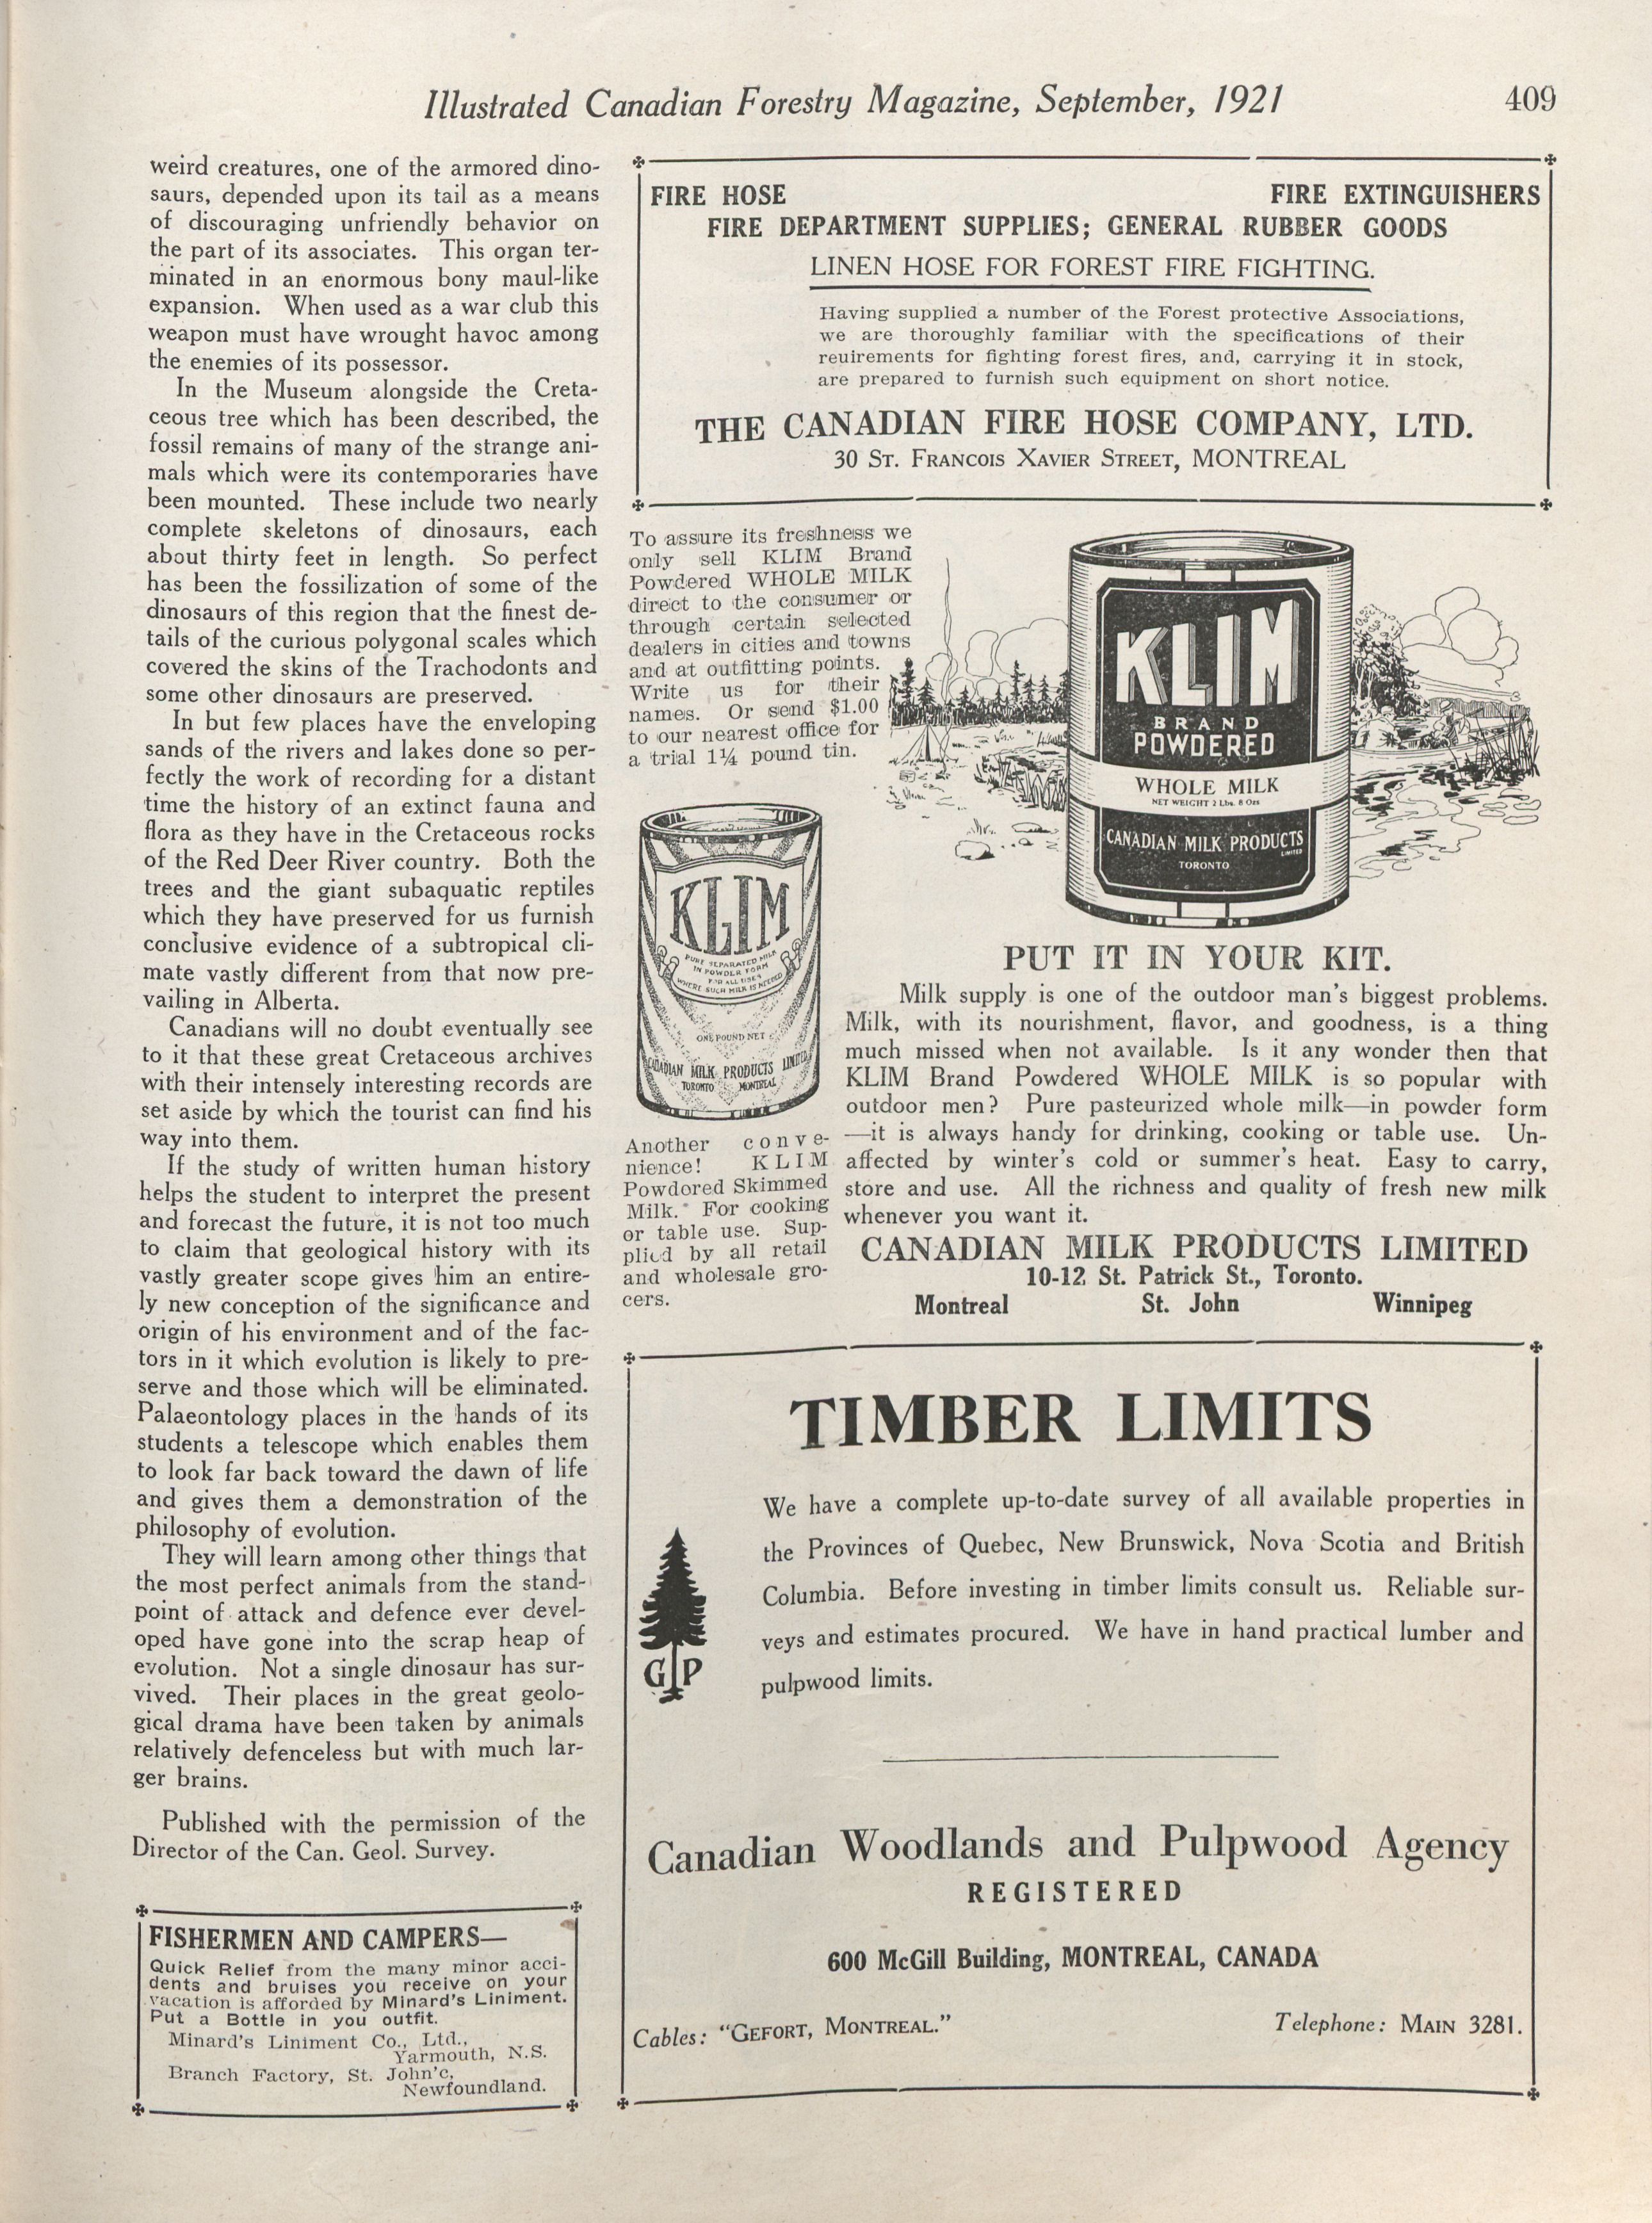 Illustrated Canadian Forestry Magazine, September, 1921
409
weird creatures, one of the armored dino-
saurs, depended upon its tail as a means
of discouraging unfriendly behavior on
the part of its associates. This organ ter-
minated in an enormous bony maul-like
expansion. When used as a war club this
weapon must have wrought havoc among
the enemies of its possessor.
In the Museum alongside the Creta-
ceous tree which has been described, the
fossil remains of many of the strange ani-
mals which were its contemporaries have
been mounted. These include two nearly
complete skeletons of dinosaurs, each
about thirty feet in length. So perfect
has been the fossilization of some of the
dinosaurs of this region that the finest de-
tails of the curious polygonal scales which
covered the skins of the Trachodonts and
some other dinosaurs are preserved.
In but few places have the enveloping
sands of the rivers and lakes done so per-
fectly the work of recording for a distant
time the history of an extinct fauna and
flora as they have in the Cretaceous rocks
of the Red Deer River country. Both the
trees and the giant subaquatic reptiles
which they have preserved for us furnish
conclusive evidence of a subtropical cli-
mate vastly different from that now pre-
vailing in Alberta.
Canadians will no doubt eventually see
to it that these great Cretaceous archives
with their intensely interesting records are
set aside by which the tourist can find his
way into them.
If the study of written human history
helps the student to interpret the present
and forecast the future, it is not too much
to claim that geological history with its
vastly greater scope gives him an entire-
ly new conception of the significance and
origin of his environment and of the fac-
tors in it which evolution is likely to pre-
serve and those which will be eliminated.
Palaeontology places in the hands of its
students a telescope which enables them
to look far back toward the dawn of life
and gives them a demonstration of the
philosophy of evolution.
They will learn among other things that
the most perfect animals from the stand-
point of attack and defence ever devel-
oped have gone into the scrap heap of
evolution. Not a single dinosaur has sur-
vived. Their places in the great geolo-
gical drama have been taken by animals
relatively defenceless but with much lar-
ger brains.
Published with the permission of the
Director of the Can. Geol. Survey.
FISHERMEN AND CAMPERS—
Quick Relief from the many minor acci-
dents and bruises you receive on your
vacation is afforded by Minard's Liniment.
Put a Bottle in you outfit.
Minard's Liniment Co., Ltd.,
Yarmouth, N.S.
Branch Factory, St. John'c,
Newfoundland.
FIRE HOSE FIRE EXTINGUISHERS
FIRE DEPARTMENT SUPPLIES; GENERAL RUBBER GOODS
LINEN HOSE FOR FOREST FIRE FIGHTING.
Having supplied a number of the Forest protective Associations,
we are thoroughly familiar with the specifications of their
reuirements for fighting forest fires, and, carrying it in stock,
are prepared to furnish such equipment on short notice.
THE CANADIAN FIRE HOSE COMPANY, LTD.
30 ST. FRANCOIS XAVIER STREET, MONTREAL
To assure its freshness we
only sell KLIM Brand
Powdered WHOLE MILK
direct to the consumer or
through certain selected
dealers in cities and towns
and at outfitting points.
Write us for their
names. Or send $1.00
to our nearest office for
a trial 1¼ pound tin.
KLIM
BRAND
POWDERED
WHOLE MILK
NET WEIGHT 2 Lbs. 8 Ozs
CANADIAN MILK PRODUCTS
LIMITED
TORONTO
KLIM
PURE SEPARATED MILK
IN POWDER FORM
FOR ALL USES
WHERE SUCH MILK IS NEEDED
ONE POUND NET
CANADIAN MILK PRODUCTS LIMITED
TORONTO MONTREAL
Another conve-
nience! KLIM
Powdored Skimmed
Milk. For cooking
or table use. Sup-
plied by all retail
and wholesale gro-
cers.
PUT IT IN YOUR KIT.
Milk supply is one of the outdoor man's biggest problems.
Milk, with its nourishment, flavor, and goodness, is a thing
much missed when not available. Is it any wonder then that
KLIM Brand Powdered WHOLE MILK is so popular with
outdoor men? Pure pasteurized whole milk—in powder form
—it is always handy for drinking, cooking or table use. Un-
affected by winter's cold or summer's heat. Easy to carry,
store and use. All the richness and quality of fresh new milk
whenever you want it.
CANADIAN MILK PRODUCTS LIMITED
10-12 St. Patrick St., Toronto.
Montreal St. John Winnipeg
TIMBER LIMITS
We have a complete up-to-date survey of all available properties in
the Provinces of Quebec, New Brunswick, Nova Scotia and British
Columbia. Before investing in timber limits consult us. Reliable sur-
veys and estimates procured. We have in hand practical lumber and
pulpwood limits.
G P
Canadian Woodlands and Pulpwood Agency
REGISTERED
600 McGill Building, MONTREAL, CANADA
Cables: "GEFORT, MONTREAL." Telephone: MAIN 3281.